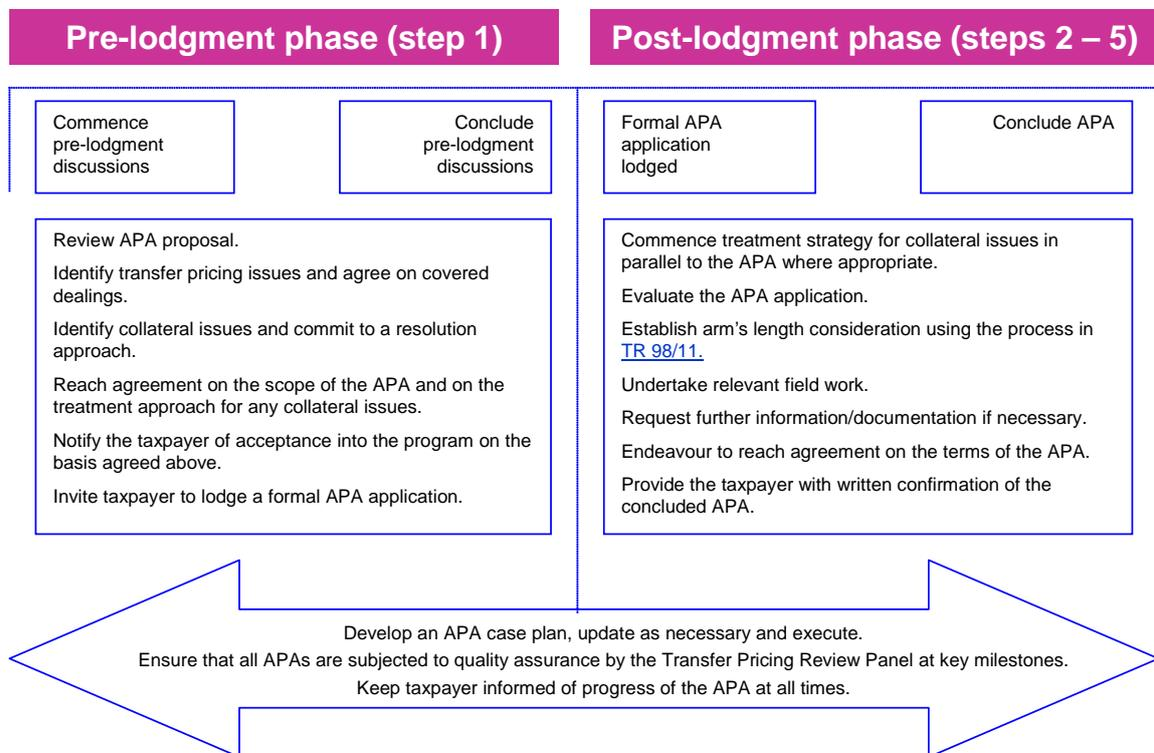 Pre-lodgment phase (step 1)
Post-lodgment phase (steps 2 – 5)
Commence
pre-lodgment
discussions
Conclude
pre-lodgment
discussions
Formal APA
application
lodged
Conclude APA
Review APA proposal.
Identify transfer pricing issues and agree on covered
dealings.
Identify collateral issues and commit to a resolution
approach.
Reach agreement on the scope of the APA and on the
treatment approach for any collateral issues.
Notify the taxpayer of acceptance into the program on the
basis agreed above.
Invite taxpayer to lodge a formal APA application.
Commence treatment strategy for collateral issues in
parallel to the APA where appropriate.
Evaluate the APA application.
Establish arm’s length consideration using the process in
TR 98/11.
Undertake relevant field work.
Request further information/documentation if necessary.
Endeavour to reach agreement on the terms of the APA.
Provide the taxpayer with written confirmation of the
concluded APA.
Develop an APA case plan, update as necessary and execute.
Ensure that all APAs are subjected to quality assurance by the Transfer Pricing Review Panel at key milestones.
Keep taxpayer informed of progress of the APA at all times.